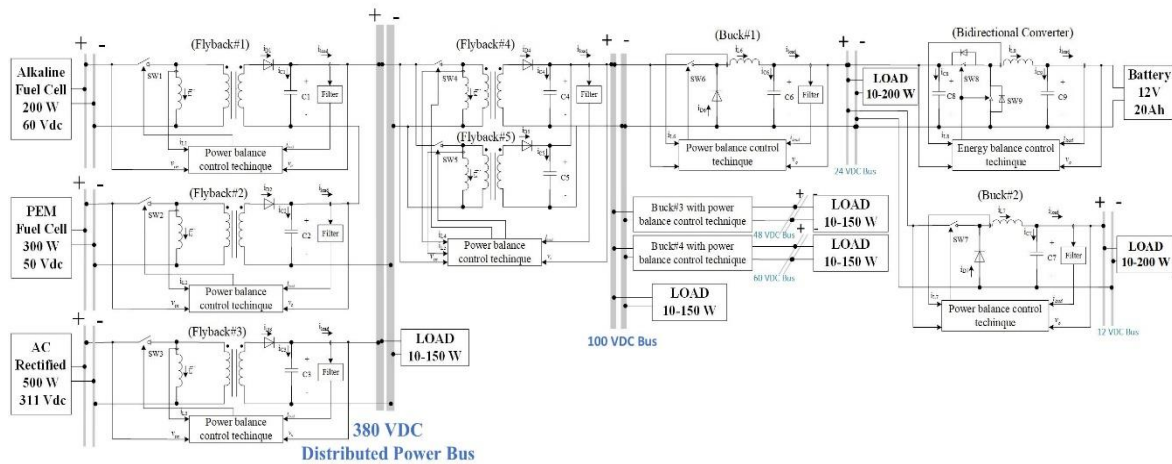 + -
(Flyback#1)
Alkaline
Fuel Cell
200 W
60 Vdc
SW1
C1
Filter
Power balance
control techinque
+ -
(Flyback#2)
PEM
Fuel Cell
300 W
50 Vdc
SW2
C2
Filter
Power balance
control techinque
+ -
(Flyback#3)
AC
Rectified
500 W
311 Vdc
SW3
C3
Filter
Power balance
control techinque
+ -
LOAD
10-150 W
380 VDC
Distributed Power Bus
(Flyback#4)
SW4
C4
Filter
(Flyback#5)
SW5
C5
Power balance
control techinque
+ -
100 VDC Bus
(Buck#1)
SW6
C6
Filter
Power balance
control techinque
+ -
24 VDC Bus
LOAD
10-200 W
Buck#3 with power
balance control technique
48 VDC Bus
+ -
LOAD
10-150 W
Buck#4 with power
balance control technique
60 VDC Bus
+ -
LOAD
10-150 W
LOAD
10-150 W
(Bidirectional Converter)
C8
SW8
SW9
C9
Energy balance control
techinque
+ -
Battery
12V
20Ah
(Buck#2)
SW7
C7
Filter
Power balance control
techinque
+ -
LOAD
10-200 W
12 VDC Bus